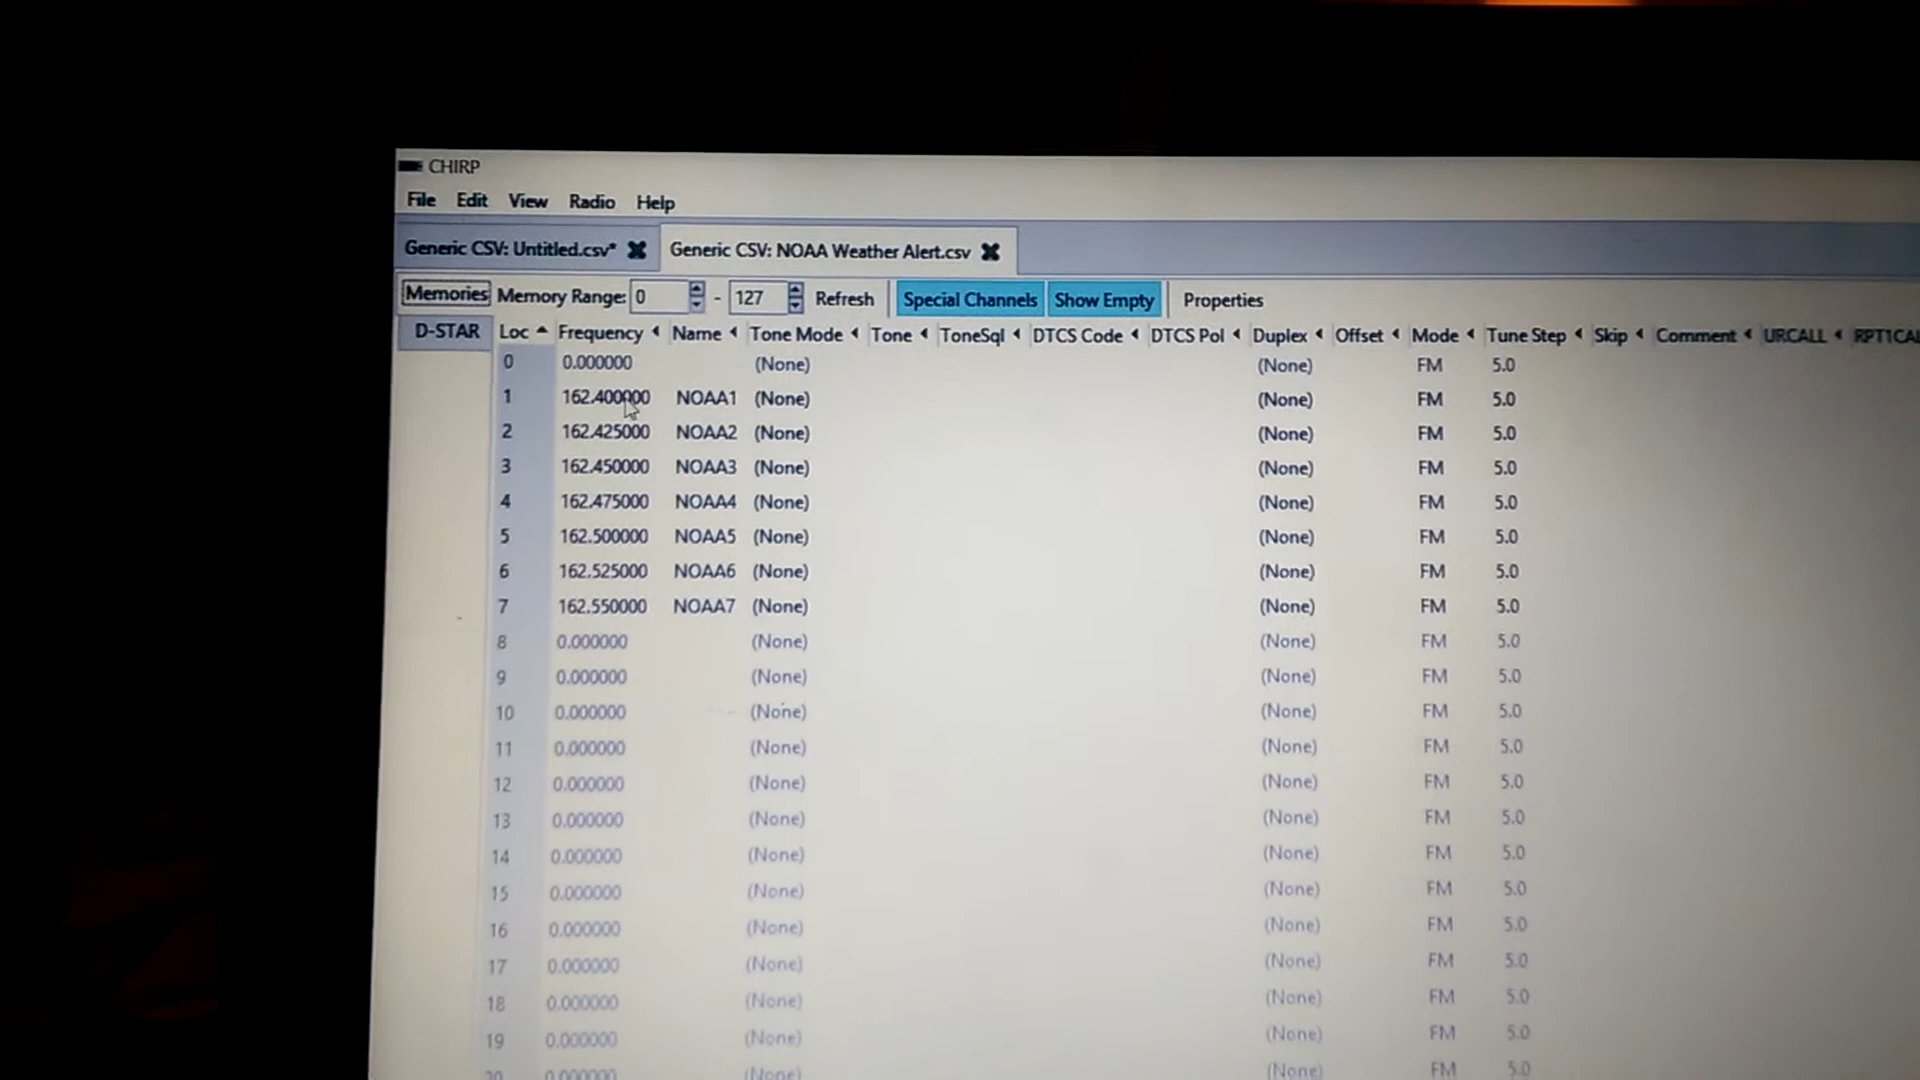 CHIRP
File Edit View Radio Help
Generic CSV: Untitled.csv* Generic CSV: NOAA Weather Alert.csv
Memories Memory Range: 0 - 127 Refresh Special Channels Show Empty Properties
D-STAR Loc Frequency Name Tone Mode Tone ToneSql DTCS Code DTCS Pol Duplex Offset Mode Tune Step Skip Comment URCALL RPT1CAL
0 0.000000 (None) (None) FM 5.0
1 162.400000 NOAA1 (None) (None) FM 5.0
2 162.425000 NOAA2 (None) (None) FM 5.0
3 162.450000 NOAA3 (None) (None) FM 5.0
4 162.475000 NOAA4 (None) (None) FM 5.0
5 162.500000 NOAA5 (None) (None) FM 5.0
6 162.525000 NOAA6 (None) (None) FM 5.0
7 162.550000 NOAA7 (None) (None) FM 5.0
8 0.000000 (None) (None) FM 5.0
9 0.000000 (None) (None) FM 5.0
10 0.000000 (None) (None) FM 5.0
11 0.000000 (None) (None) FM 5.0
12 0.000000 (None) (None) FM 5.0
13 0.000000 (None) (None) FM 5.0
14 0.000000 (None) (None) FM 5.0
15 0.000000 (None) (None) FM 5.0
16 0.000000 (None) (None) FM 5.0
17 0.000000 (None) (None) FM 5.0
18 0.000000 (None) (None) FM 5.0
19 0.000000 (None) (None) FM 5.0
20 0.000000 (None) (None) FM 5.0